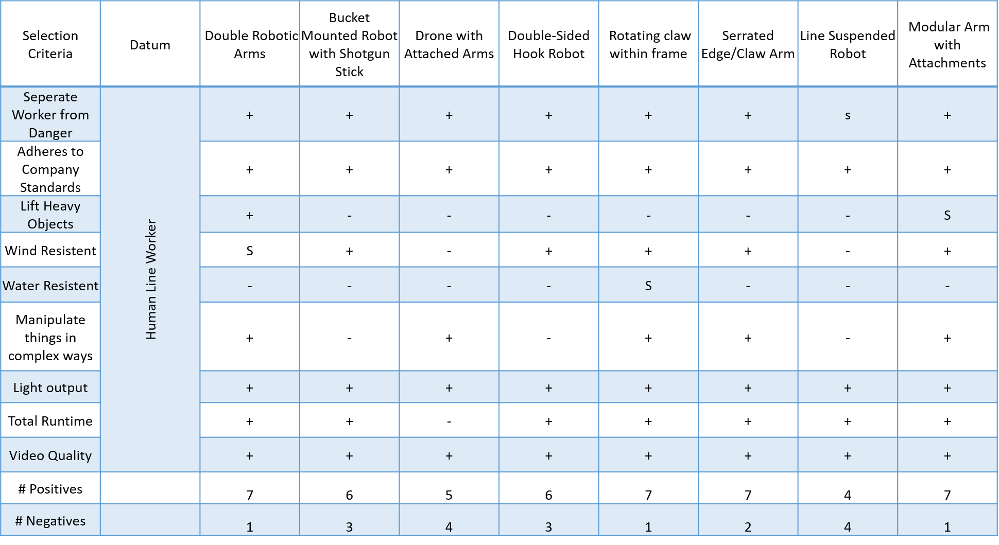 Selection Criteria | Datum | Double Robotic Arms | Bucket Mounted Robot with Shotgun Stick | Drone with Attached Arms | Double-Sided Hook Robot | Rotating claw within frame | Serrated Edge/Claw Arm | Line Suspended Robot | Modular Arm with Attachments
Seperate Worker from Danger | Human Line Worker | + | + | + | + | + | + | s | +
Adheres to Company Standards | + | + | + | + | + | + | + | +
Lift Heavy Objects | + | - | - | - | - | - | - | S
Wind Resistent | S | + | - | + | + | + | - | +
Water Resistent | - | - | - | - | S | - | - | -
Manipulate things in complex ways | + | - | + | - | + | + | - | +
Light output | + | + | + | + | + | + | + | +
Total Runtime | + | + | - | + | + | + | + | +
Video Quality | + | + | + | + | + | + | + | +
# Positives | 7 | 6 | 5 | 6 | 7 | 7 | 4 | 7
# Negatives | 1 | 3 | 4 | 3 | 1 | 2 | 4 | 1